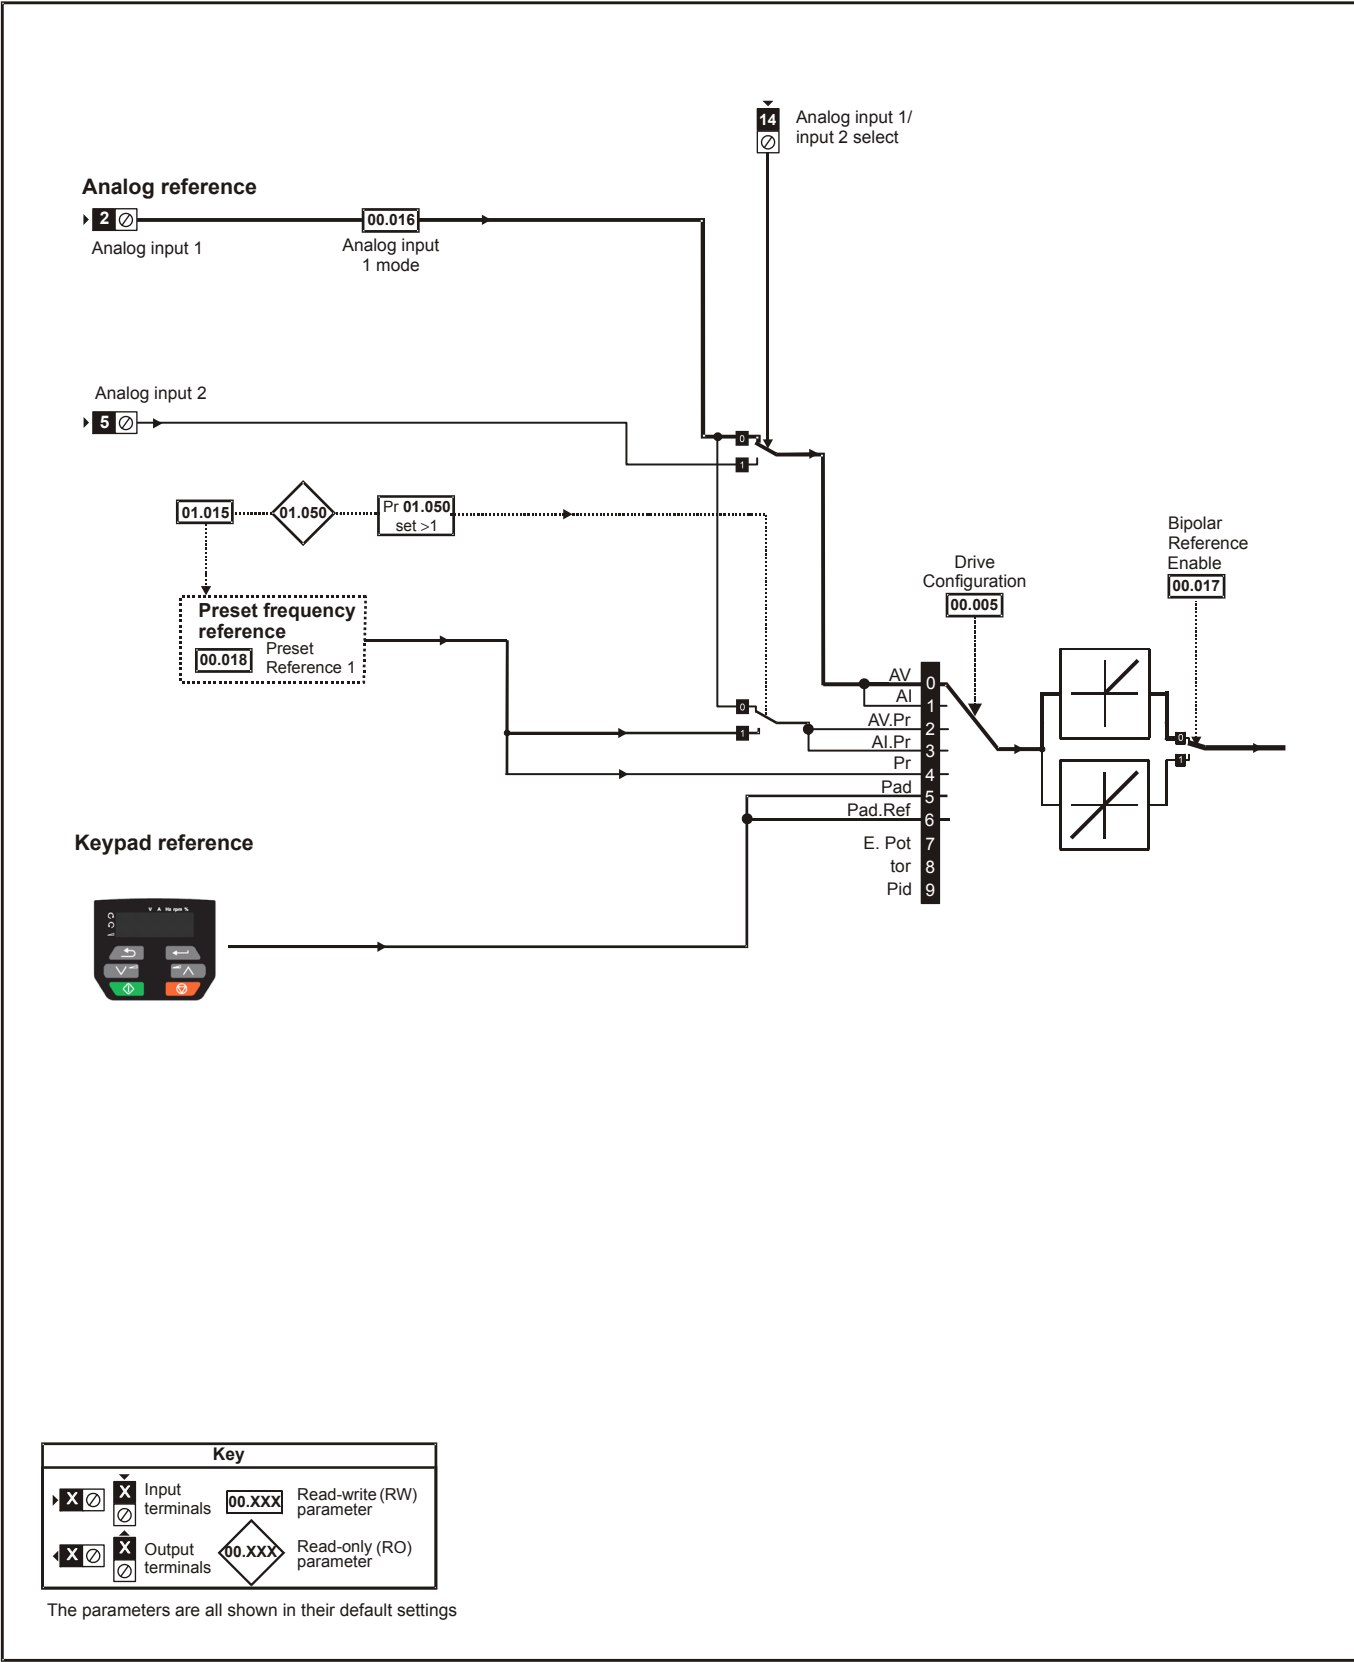 14
Analog input 1/
input 2 select
Analog reference
2
00.016
Analog input 1
Analog input
1 mode
Analog input 2
5
0
1
01.015
01.050
Pr 01.050
set >1
Bipolar
Reference
Enable
00.017
Drive
Configuration
00.005
Preset frequency
reference
00.018
Preset
Reference 1
0
1
AV 0
AI 1
AV.Pr 2
AI.Pr 3
Pr 4
Pad 5
Pad.Ref 6
E. Pot 7
tor 8
Pid 9
0
1
Keypad reference
V A Hz rpm %
Key
X
X
Input
terminals
00.XXX
Read-write (RW)
parameter
X
X
Output
terminals
00.XXX
Read-only (RO)
parameter
The parameters are all shown in their default settings